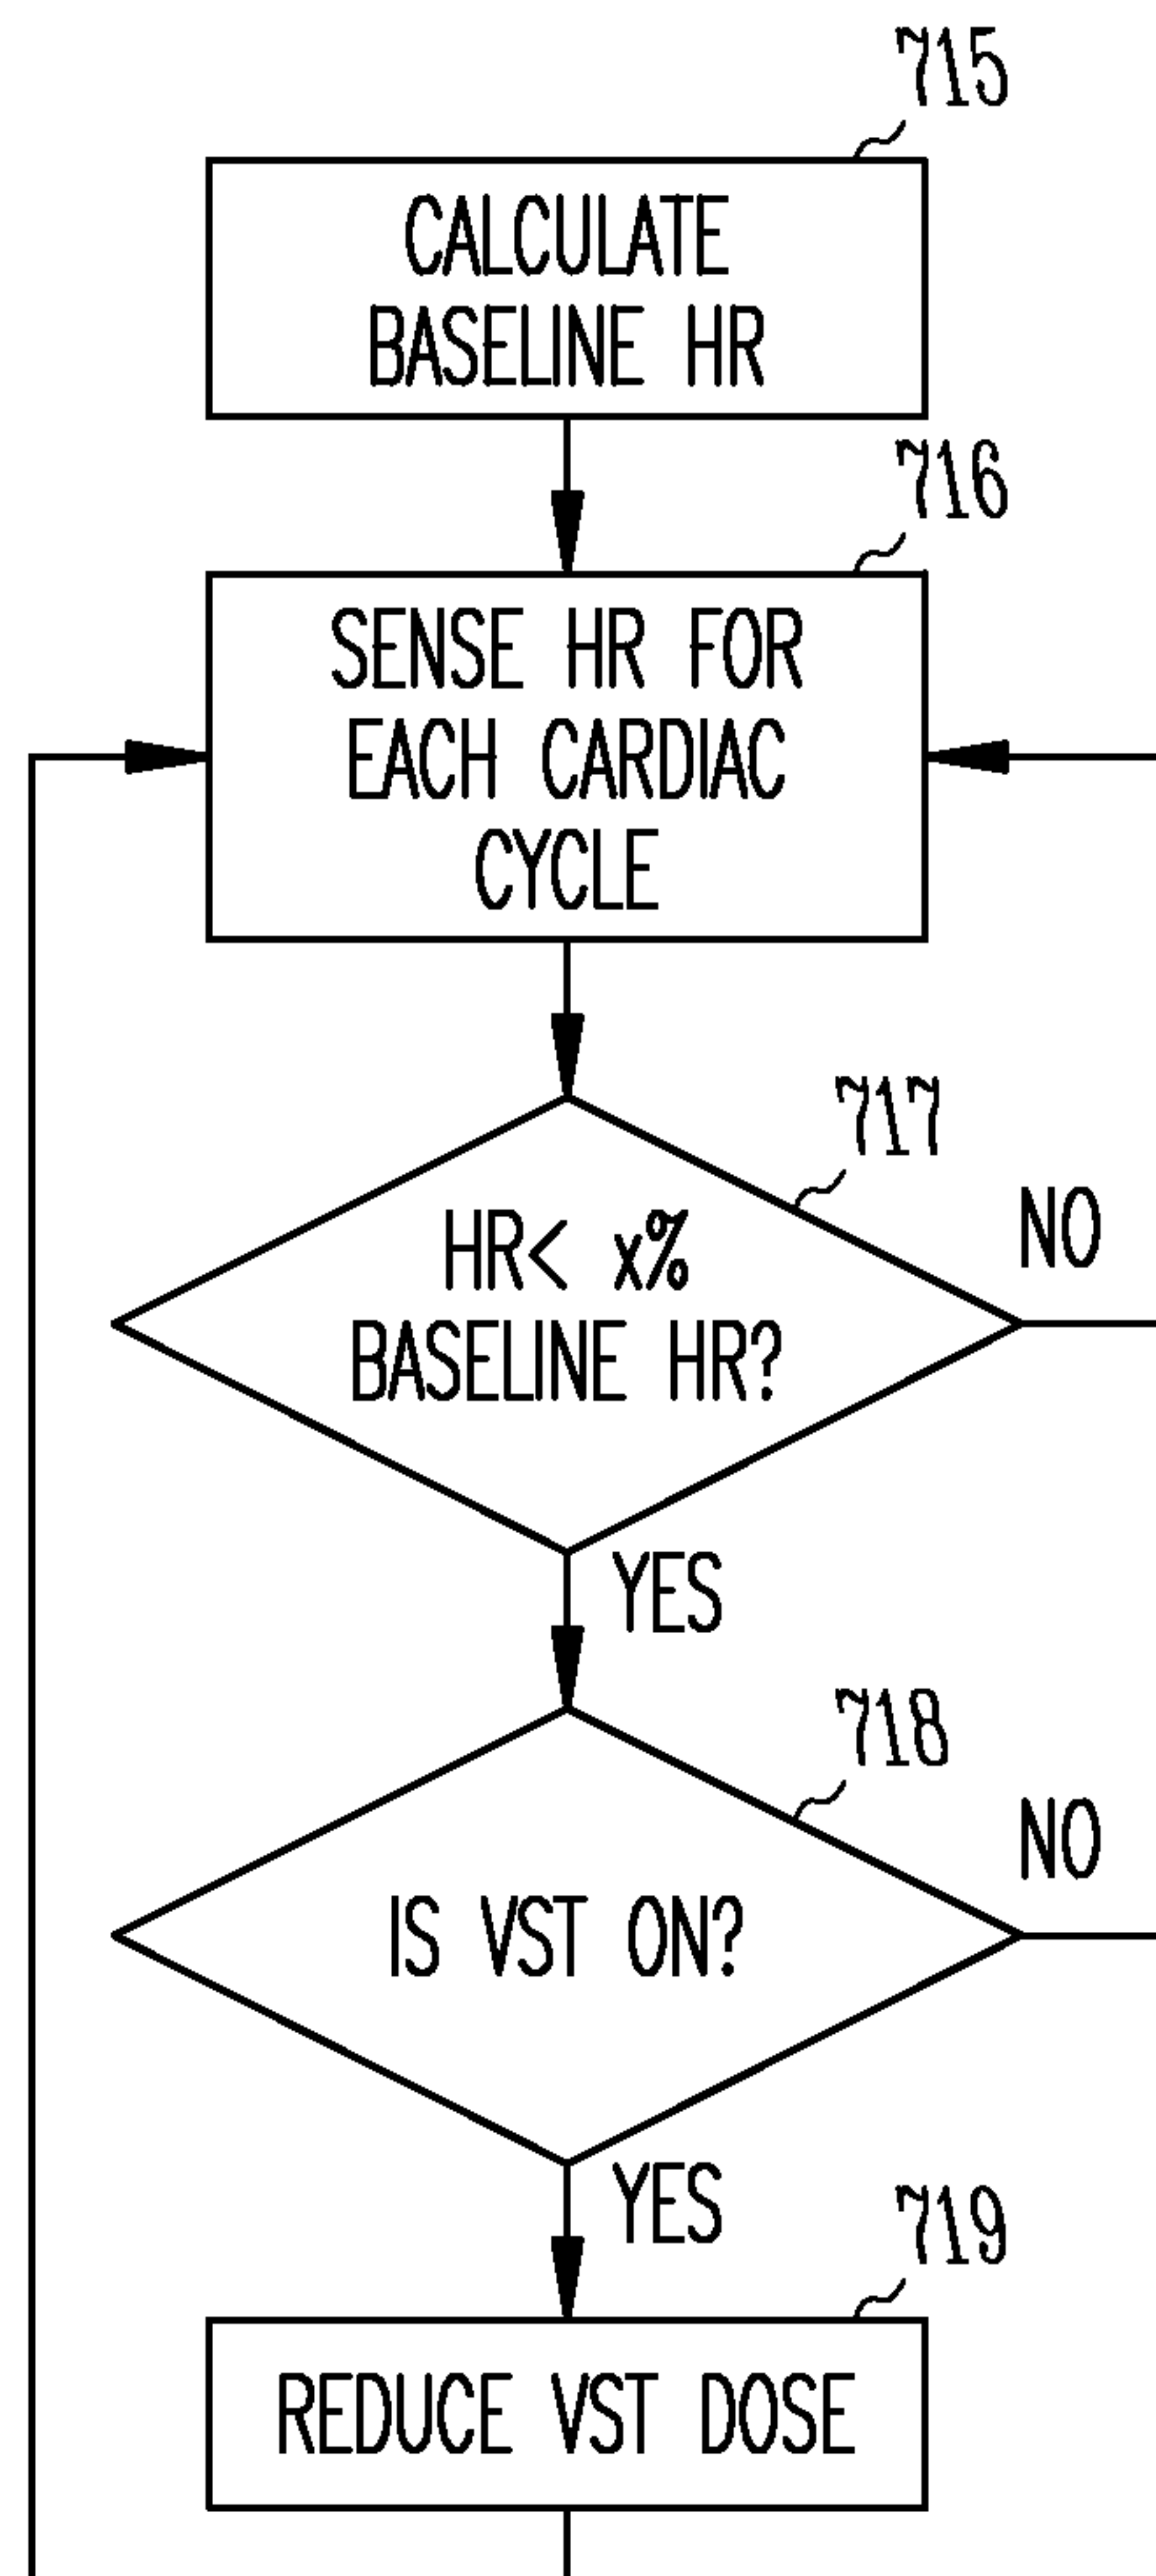 715
CALCULATE
BASELINE HR
716
SENSE HR FOR
EACH CARDIAC
CYCLE
717
HR< x%
BASELINE HR?
NO
YES
718
IS VST ON?
NO
YES
719
REDUCE VST DOSE